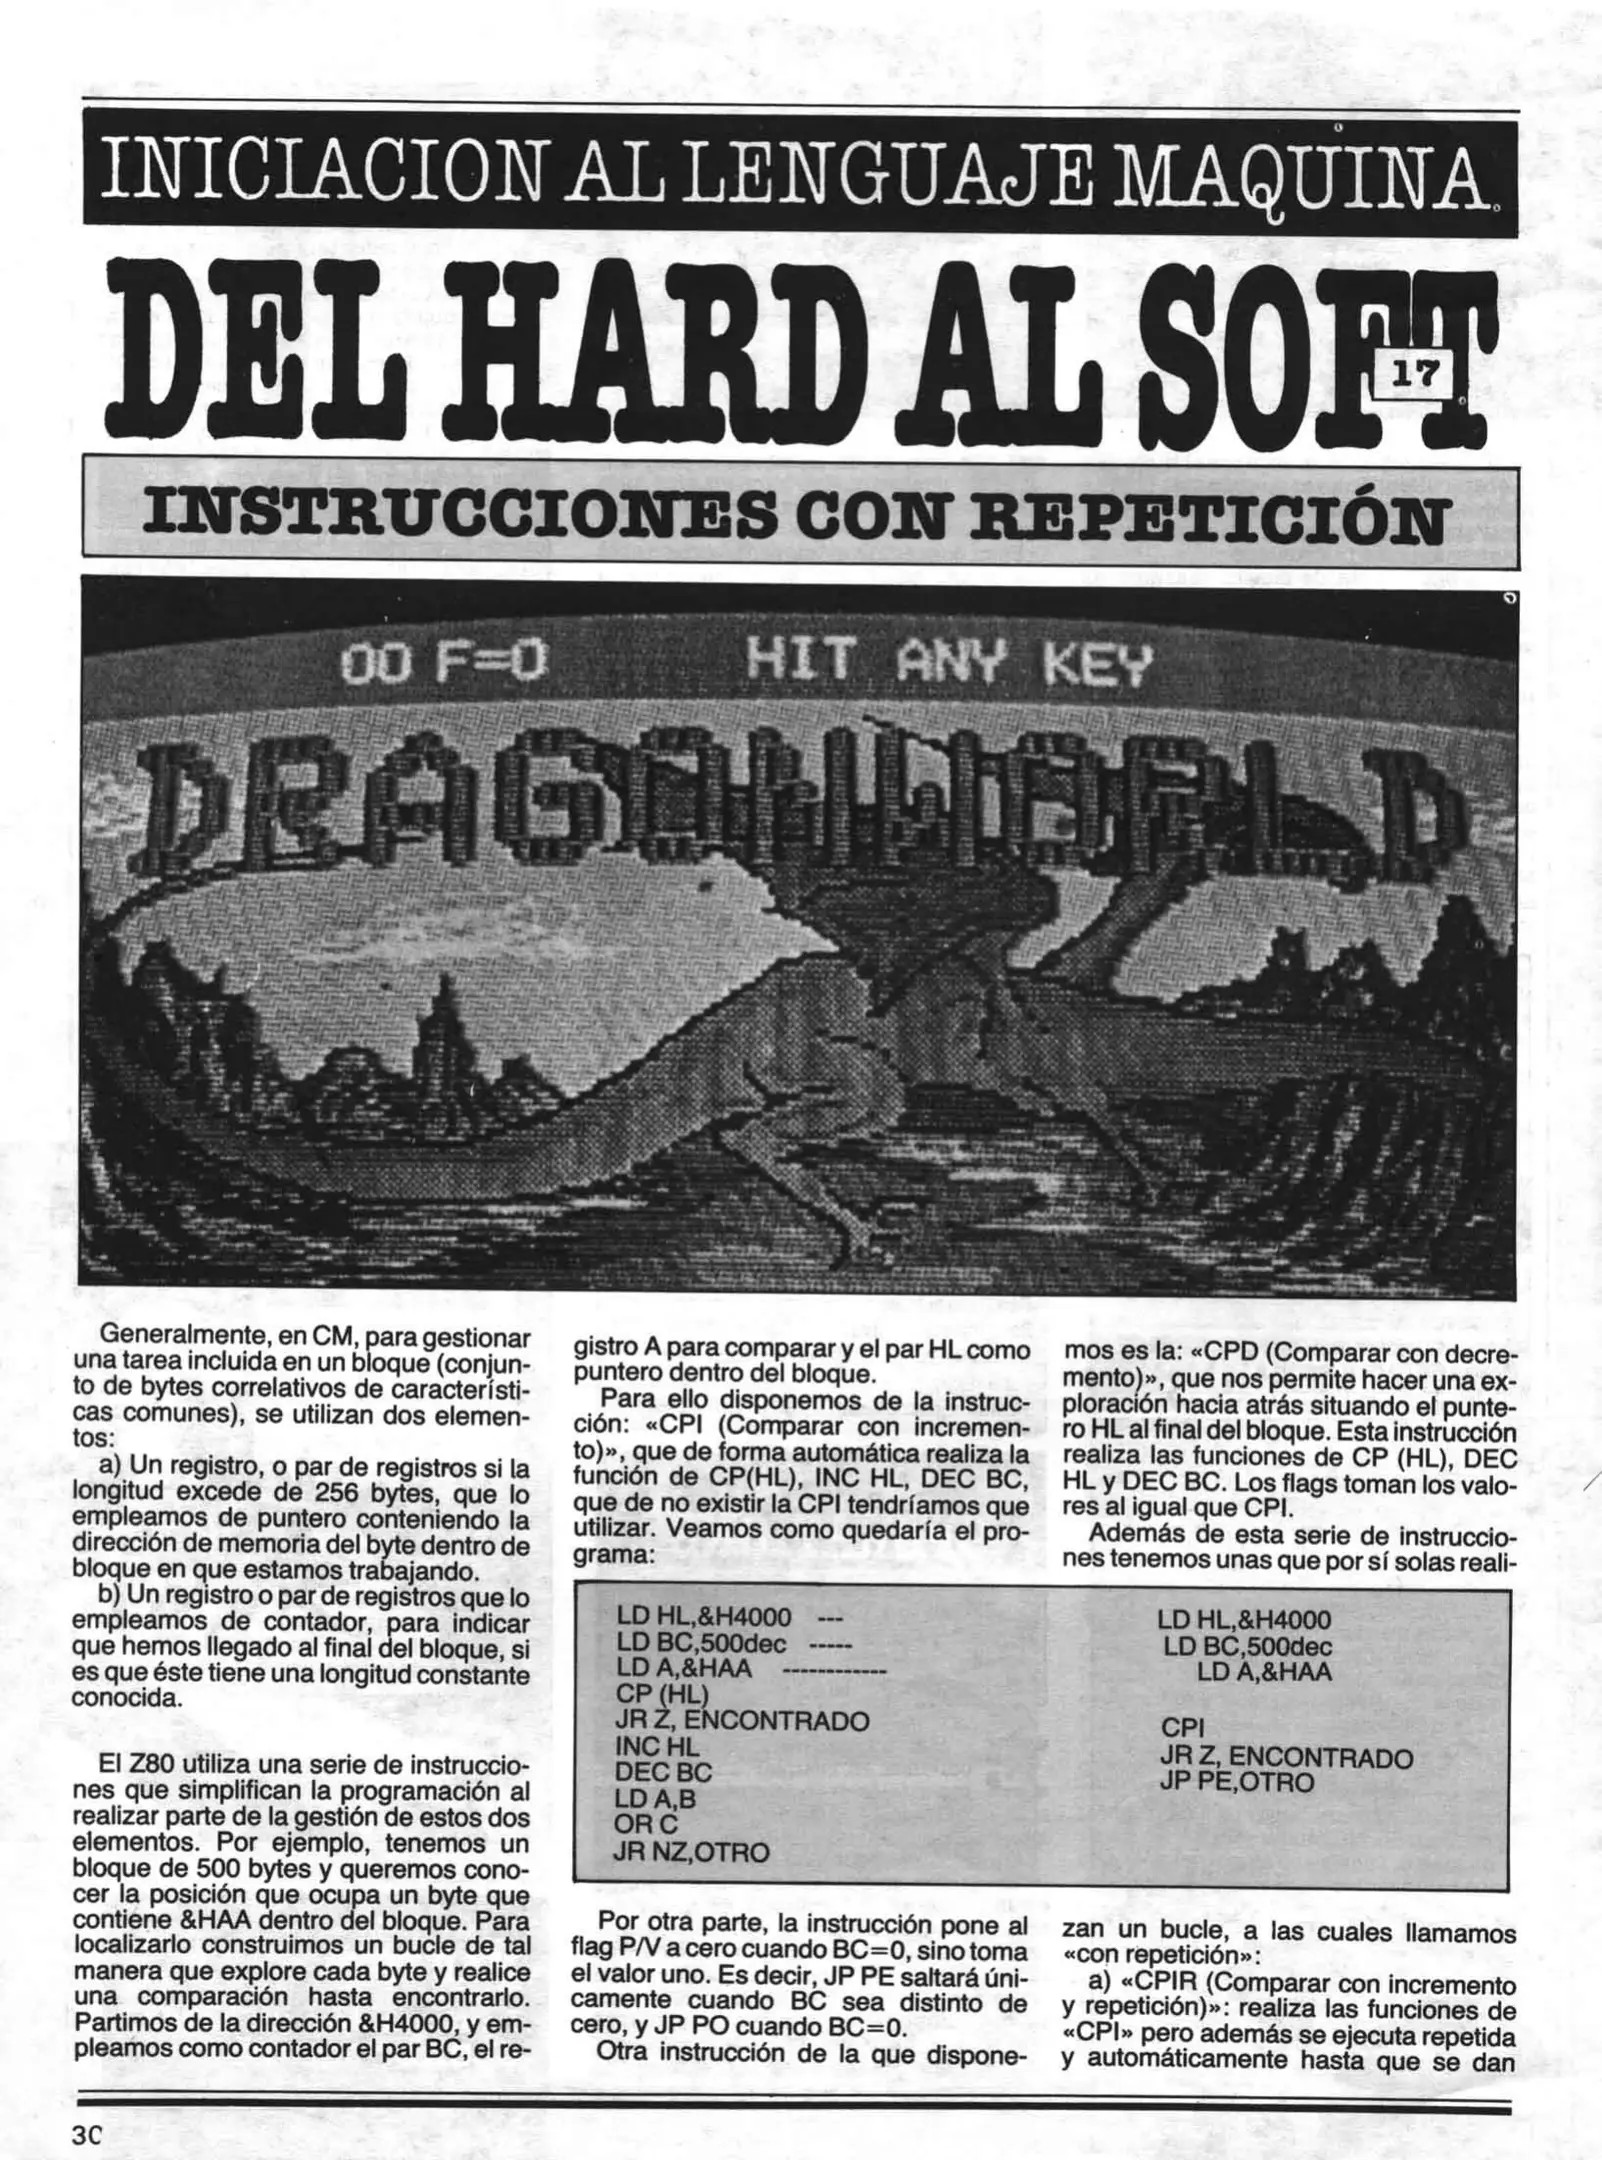 INICIACION AL LENGUAJE MAQUINA
DEL HARD AL SOFT
17
INSTRUCCIONES CON REPETICIÓN
00 F=0 HIT ANY KEY
DRAGONWORLD
Generalmente, en CM, para gestionar
una tarea incluida en un bloque (conjun-
to de bytes correlativos de característi-
cas comunes), se utilizan dos elemen-
tos:
a) Un registro, o par de registros si la
longitud excede de 256 bytes, que lo
empleamos de puntero conteniendo la
dirección de memoria del byte dentro de
bloque en que estamos trabajando.
b) Un registro o par de registros que lo
empleamos de contador, para indicar
que hemos llegado al final del bloque, si
es que éste tiene una longitud constante
conocida.
El Z80 utiliza una serie de instruccio-
nes que simplifican la programación al
realizar parte de la gestión de estos dos
elementos. Por ejemplo, tenemos un
bloque de 500 bytes y queremos cono-
cer la posición que ocupa un byte que
contiene &HAA dentro del bloque. Para
localizarlo construimos un bucle de tal
manera que explore cada byte y realice
una comparación hasta encontrarlo.
Partimos de la dirección &H4000, y em-
pleamos como contador el par BC, el re-
gistro A para comparar y el par HL como
puntero dentro del bloque.
Para ello disponemos de la instruc-
ción: «CPI (Comparar con incremen-
to)», que de forma automática realiza la
función de CP(HL), INC HL, DEC BC,
que de no existir la CPI tendríamos que
utilizar. Veamos como quedaría el pro-
grama:
mos es la: «CPD (Comparar con decre-
mento)», que nos permite hacer una ex-
ploración hacia atrás situando el punte-
ro HL al final del bloque. Esta instrucción
realiza las funciones de CP (HL), DEC
HL y DEC BC. Los flags toman los valo-
res al igual que CPI.
Además de esta serie de instruccio-
nes tenemos unas que por sí solas reali-
LD HL,&H4000 ---
LD BC,500dec -----
LD A,&HAA ------------
CP (HL)
JR Z, ENCONTRADO
INC HL
DEC BC
LD A,B
OR C
JR NZ,OTRO
LD HL,&H4000
LD BC,500dec
LD A,&HAA
CPI
JR Z, ENCONTRADO
JP PE,OTRO
Por otra parte, la instrucción pone al
flag P/V a cero cuando BC=0, sino toma
el valor uno. Es decir, JP PE saltará úni-
camente cuando BC sea distinto de
cero, y JP PO cuando BC=0.
Otra instrucción de la que dispone-
zan un bucle, a las cuales llamamos
«con repetición»:
a) «CPIR (Comparar con incremento
y repetición)»: realiza las funciones de
«CPI» pero además se ejecuta repetida
y automáticamente hasta que se dan